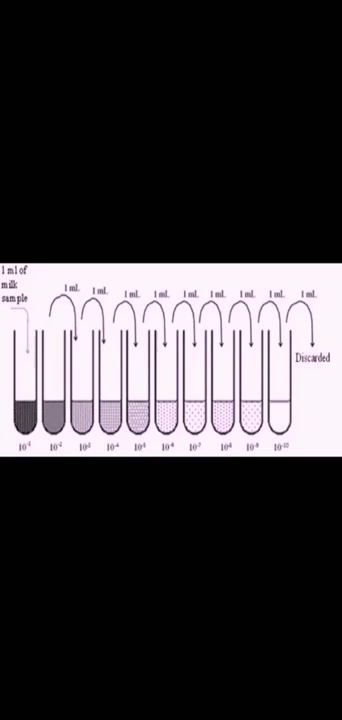 1 ml of
milk
sample
1 mL
1 mL
1 mL
1 mL
1 mL
1 mL
1 mL
1 mL
1 mL
Discarded
10⁻¹ 10⁻² 10⁻³ 10⁻⁴ 10⁻⁵ 10⁻⁶ 10⁻⁷ 10⁻⁸ 10⁻⁹ 10⁻¹⁰